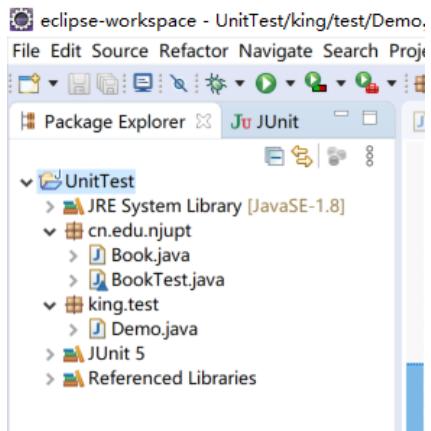 eclipse-workspace - UnitTest/king/test/Demo.
File Edit Source Refactor Navigate Search Proje
Package Explorer JUnit
UnitTest
JRE System Library [JavaSE-1.8]
cn.edu.njupt
Book.java
BookTest.java
king.test
Demo.java
JUnit 5
Referenced Libraries